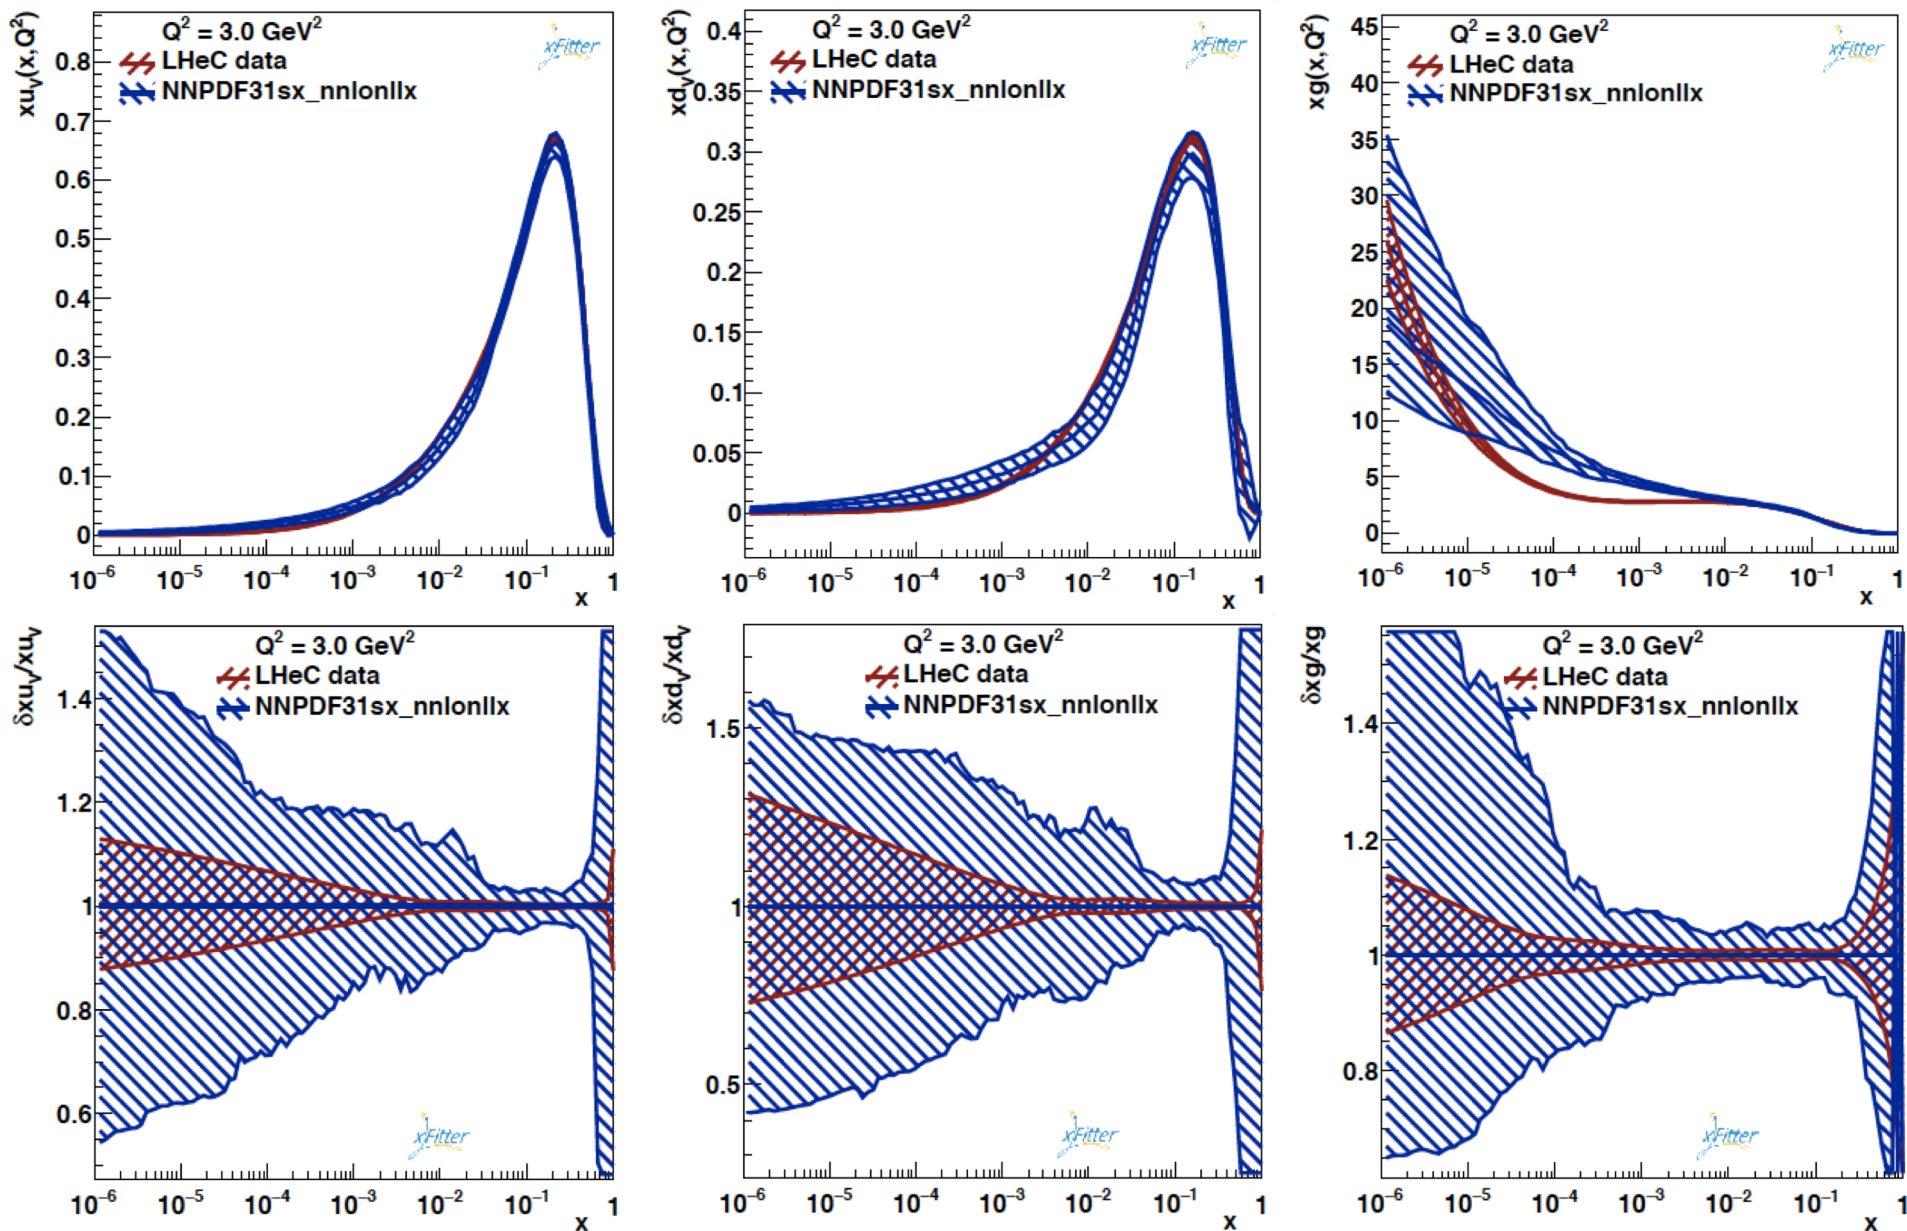 xu_v(x,Q²)
Q² = 3.0 GeV²
LHeC data
NNPDF31sx_nnlonllx
xFitter
0.8
0.7
0.6
0.5
0.4
0.3
0.2
0.1
0
10⁻⁶ 10⁻⁵ 10⁻⁴ 10⁻³ 10⁻² 10⁻¹ 1
x
xd_v(x,Q²)
Q² = 3.0 GeV²
LHeC data
NNPDF31sx_nnlonllx
xFitter
0.4
0.35
0.3
0.25
0.2
0.15
0.1
0.05
0
10⁻⁶ 10⁻⁵ 10⁻⁴ 10⁻³ 10⁻² 10⁻¹ 1
x
xg(x,Q²)
Q² = 3.0 GeV²
LHeC data
NNPDF31sx_nnlonllx
xFitter
45
40
35
30
25
20
15
10
5
0
10⁻⁶ 10⁻⁵ 10⁻⁴ 10⁻³ 10⁻² 10⁻¹ 1
x
δxu_v/xu_v
Q² = 3.0 GeV²
LHeC data
NNPDF31sx_nnlonllx
1.4
1.2
1
0.8
0.6
xFitter
10⁻⁶ 10⁻⁵ 10⁻⁴ 10⁻³ 10⁻² 10⁻¹ 1
x
δxd_v/xd_v
Q² = 3.0 GeV²
LHeC data
NNPDF31sx_nnlonllx
1.5
1
0.5
xFitter
10⁻⁶ 10⁻⁵ 10⁻⁴ 10⁻³ 10⁻² 10⁻¹ 1
x
δxg/xg
Q² = 3.0 GeV²
LHeC data
NNPDF31sx_nnlonllx
1.4
1.2
1
0.8
xFitter
10⁻⁶ 10⁻⁵ 10⁻⁴ 10⁻³ 10⁻² 10⁻¹ 1
x